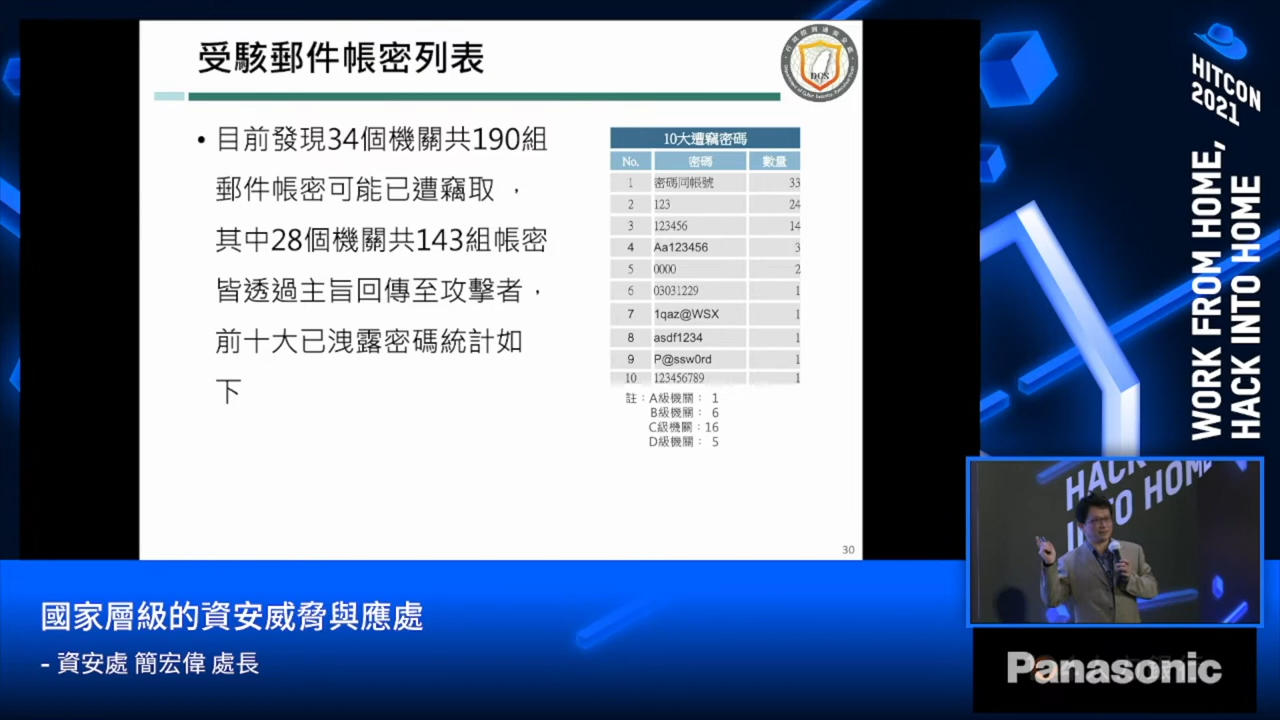 受駭郵件帳密列表
DCS
• 目前發現34個機關共190組
郵件帳密可能已遭竊取 ，
其中28個機關共143組帳密
皆透過主旨回傳至攻擊者，
前十大已洩露密碼統計如
下
10大遭竊密碼
No. 密碼 數量
1 密碼同帳號 33
2 123 24
3 123456 14
4 Aa123456 3
5 0000 2
6 03031229 1
7 1qaz@WSX 1
8 asdf1234 1
9 P@ssw0rd 1
10 123456789 1
註：A級機關： 1
B級機關： 6
C級機關：16
D級機關： 5
30
HITCON
2021
WORK FROM HOME,
HACK INTO HOME
HACK
INTO HOME
國家層級的資安威脅與應處
- 資安處 簡宏偉 處長
Panasonic